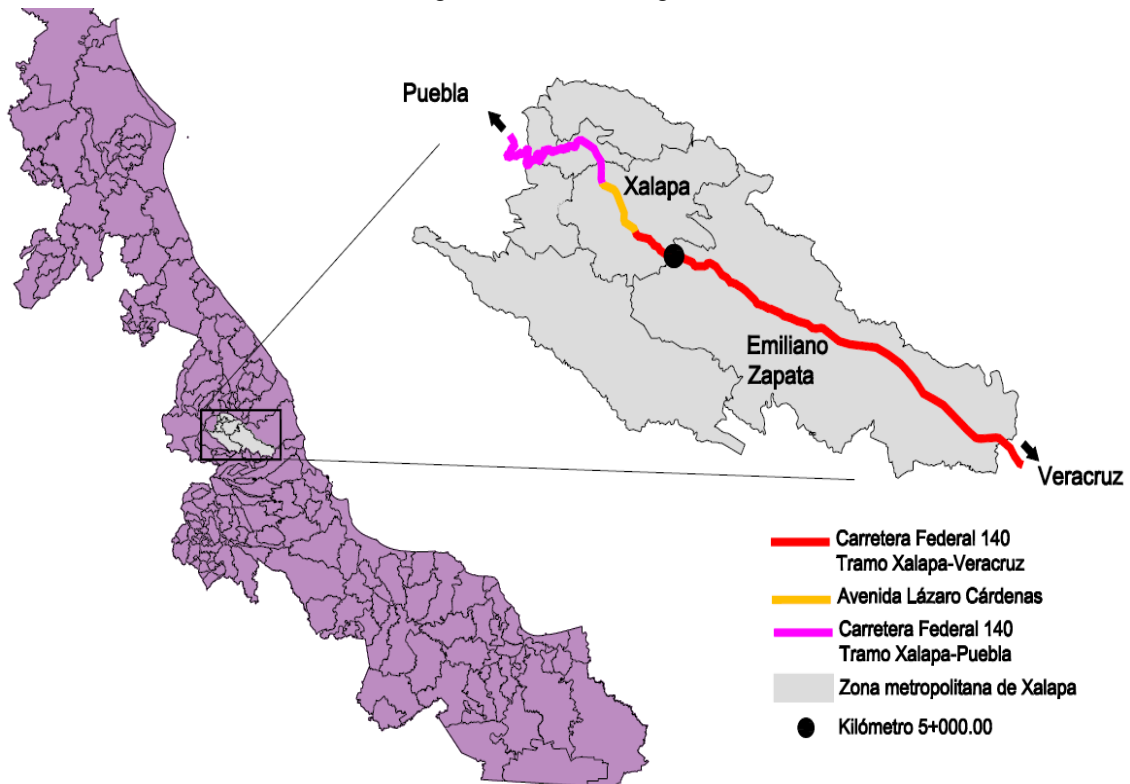 Puebla
Xalapa
Emiliano
Zapata
Veracruz
Carretera Federal 140
Tramo Xalapa-Veracruz
Avenida Lázaro Cárdenas
Carretera Federal 140
Tramo Xalapa-Puebla
Zona metropolitana de Xalapa
Kilómetro 5+000.00